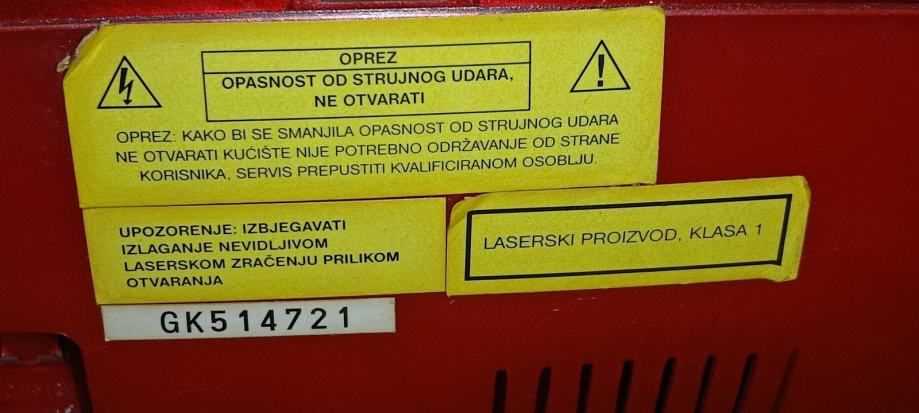 OPREZ
OPASNOST OD STRUJNOG UDARA,
NE OTVARATI
OPREZ: KAKO BI SE SMANJILA OPASNOST OD STRUJNOG UDARA
NE OTVARATI KUĆIŠTE NIJE POTREBNO ODRŽAVANJE OD STRANE
KORISNIKA, SERVIS PREPUSTITI KVALIFICIRANOM OSOBLJU.
UPOZORENJE: IZBJEGAVATI
IZLAGANJE NEVIDLJIVOM
LASERSKOM ZRAČENJU PRILIKOM
OTVARANJA
LASERSKI PROIZVOD, KLASA 1
GK514721